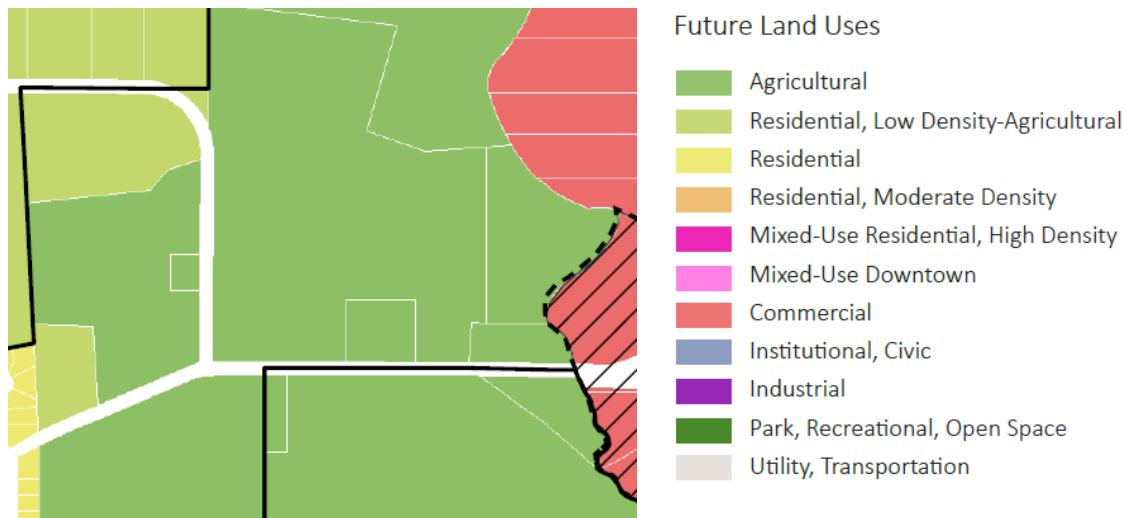 Future Land Uses
Agricultural
Residential, Low Density-Agricultural
Residential
Residential, Moderate Density
Mixed-Use Residential, High Density
Mixed-Use Downtown
Commercial
Institutional, Civic
Industrial
Park, Recreational, Open Space
Utility, Transportation